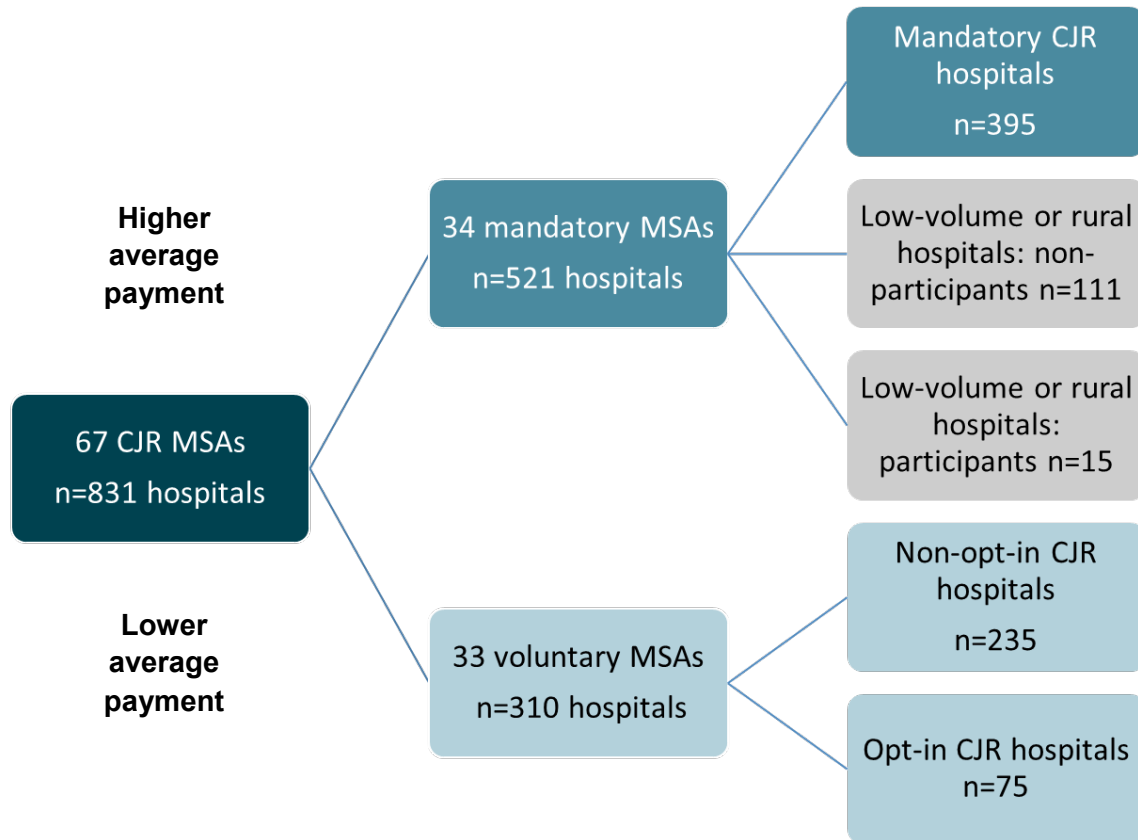 Higher
average
payment
67 CJR MSAs
n=831 hospitals
Lower
average
payment
34 mandatory MSAs
n=521 hospitals
33 voluntary MSAs
n=310 hospitals
Mandatory CJR
hospitals
n=395
Low-volume or rural
hospitals: non-
participants n=111
Low-volume or rural
hospitals:
participants n=15
Non-opt-in CJR
hospitals
n=235
Opt-in CJR hospitals
n=75